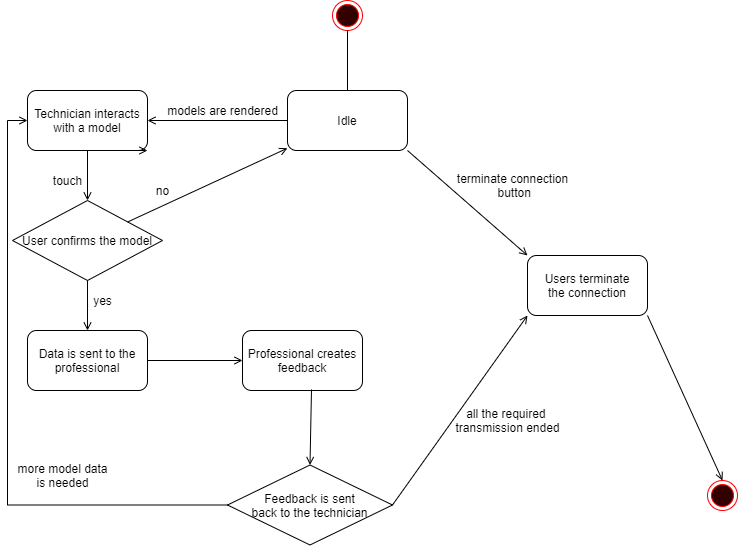 Technician interacts
with a model
models are rendered
Idle
touch
no
terminate connection
button
User confirms the model
Users terminate
the connection
yes
Data is sent to the
professional
Professional creates
feedback
all the required
transmission ended
more model data
is needed
Feedback is sent
back to the technician